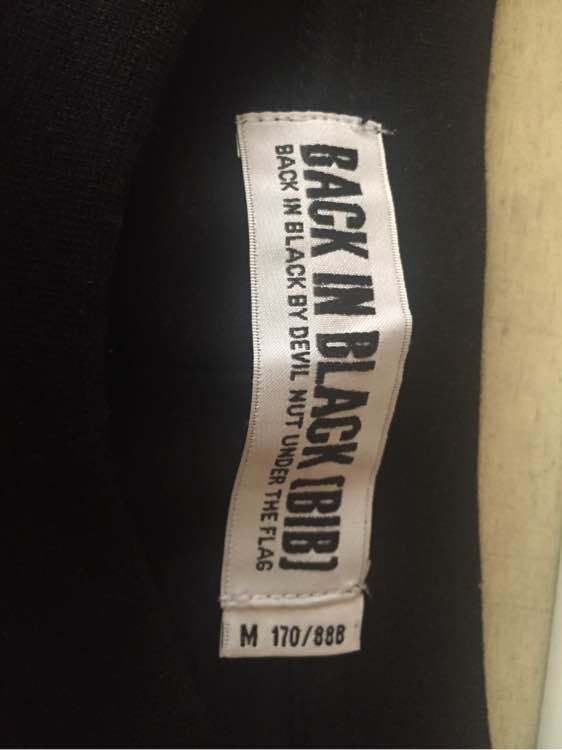 BACK IN BLACK (BIB)
BACK IN BLACK BY DEVIL NUT UNDER THE FLAG
M 170/88B